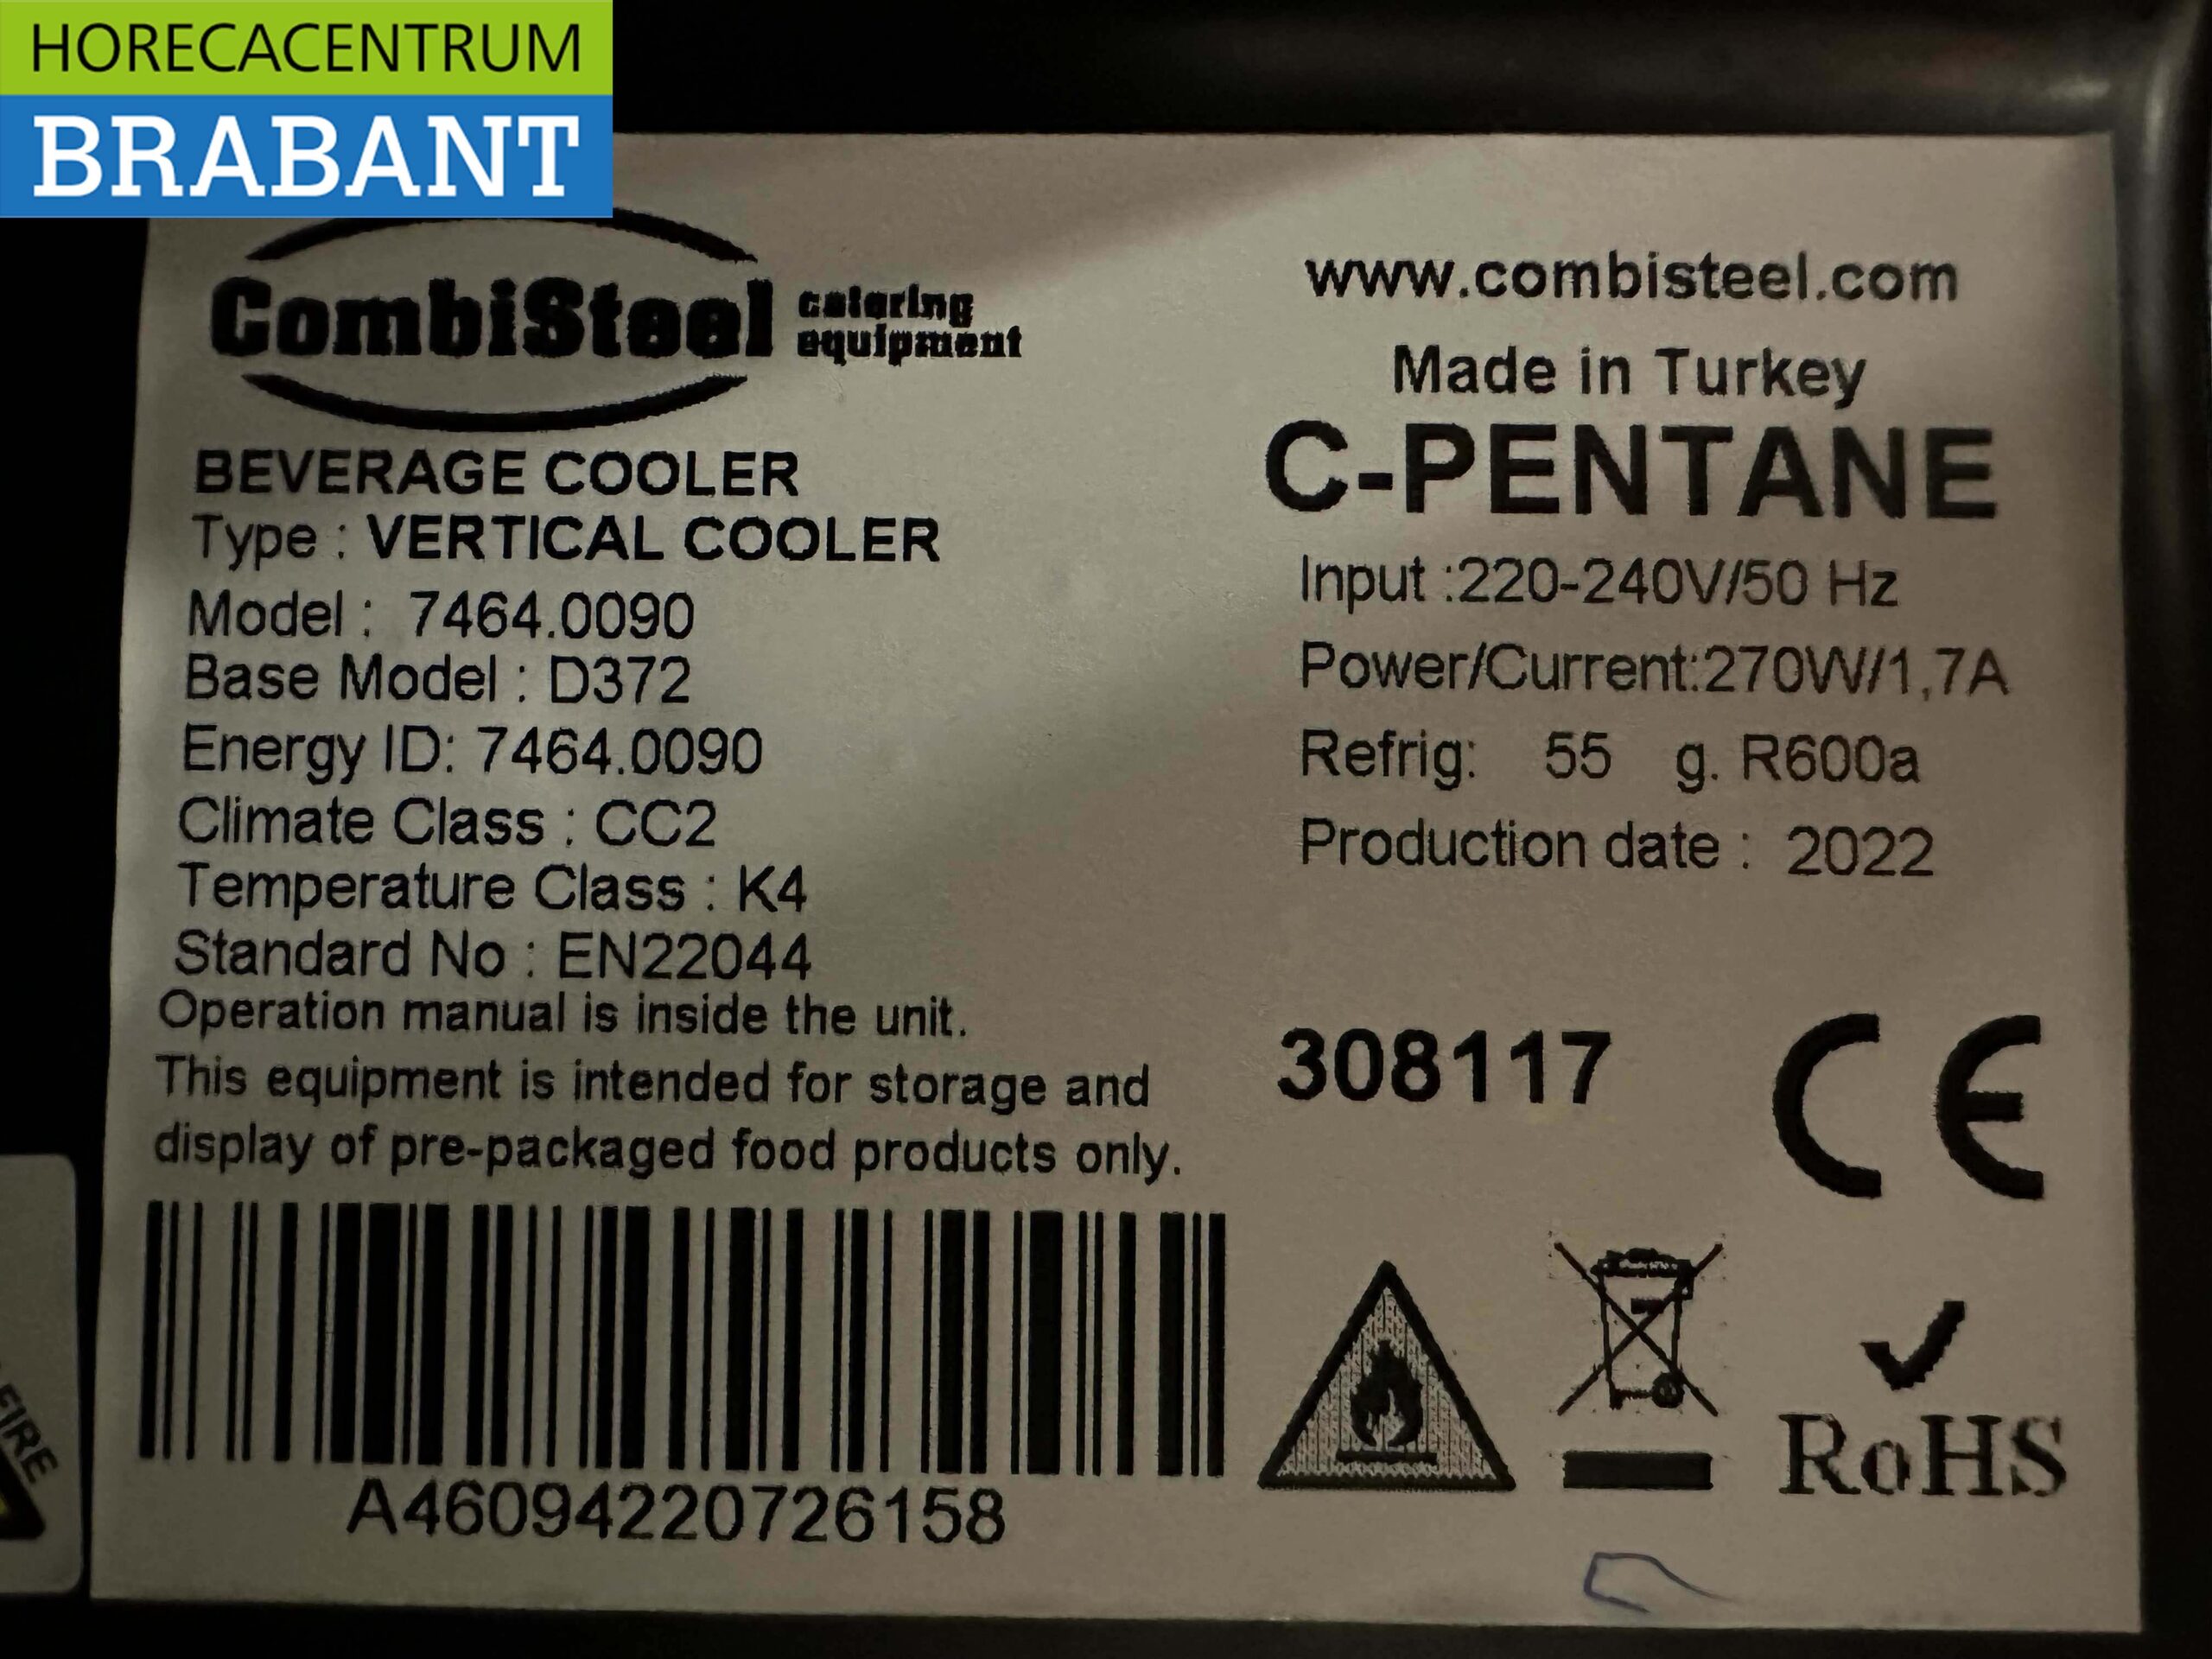 HORECACENTRUM
BRABANT
CombiSteel catering
equipment
BEVERAGE COOLER
Type : VERTICAL COOLER
Model : 7464.0090
Base Model : D372
Energy ID: 7464.0090
Climate Class : CC2
Temperature Class : K4
Standard No : EN22044
Operation manual is inside the unit.
This equipment is intended for storage and
display of pre-packaged food products only.
A46094220726158
www.combisteel.com
Made in Turkey
C-PENTANE
Input :220-240V/50 Hz
Power/Current:270W/1,7A
Refrig: 55 g. R600a
Production date : 2022
308117
CE
RoHS
FIRE